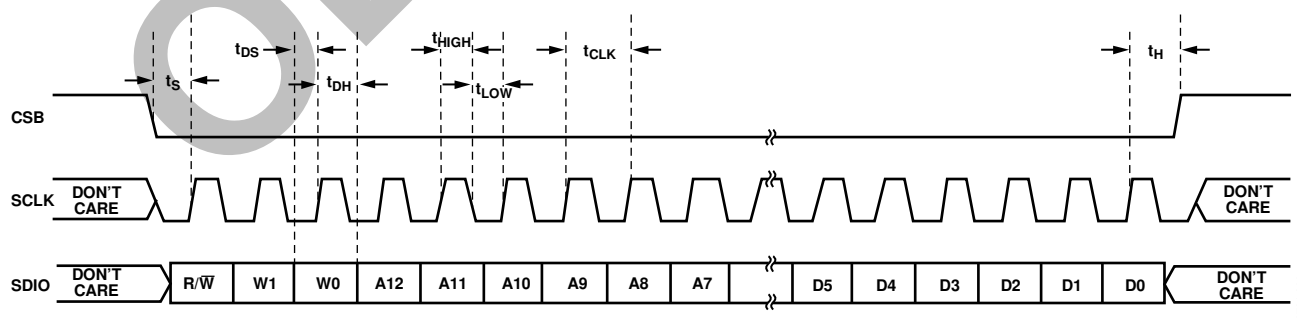 tDS
tHIGH
tCLK
tH
tS
tDH
tLOW
CSB
SCLK
DON'T
CARE
DON'T
CARE
SDIO
DON'T
CARE
R/W̅ W1 W0 A12 A11 A10 A9 A8 A7 D5 D4 D3 D2 D1 D0
DON'T
CARE